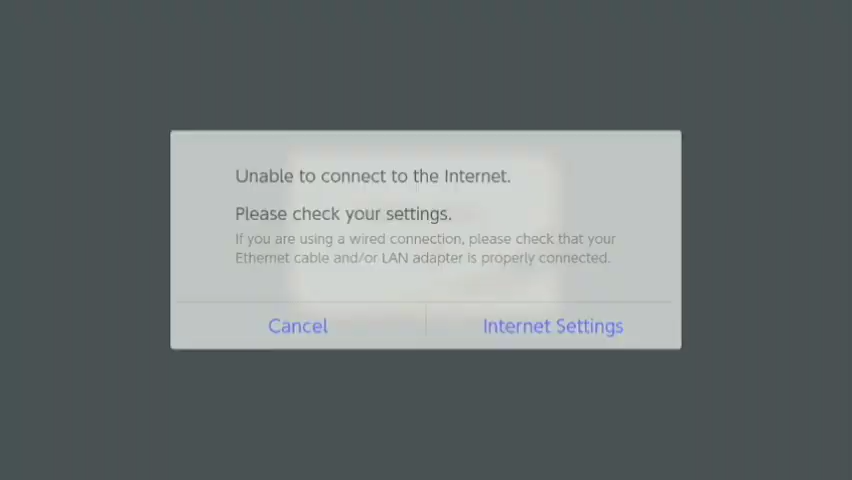 Unable to connect to the Internet.
Please check your settings.
If you are using a wired connection, please check that your
Ethernet cable and/or LAN adapter is properly connected.
Cancel
Internet Settings